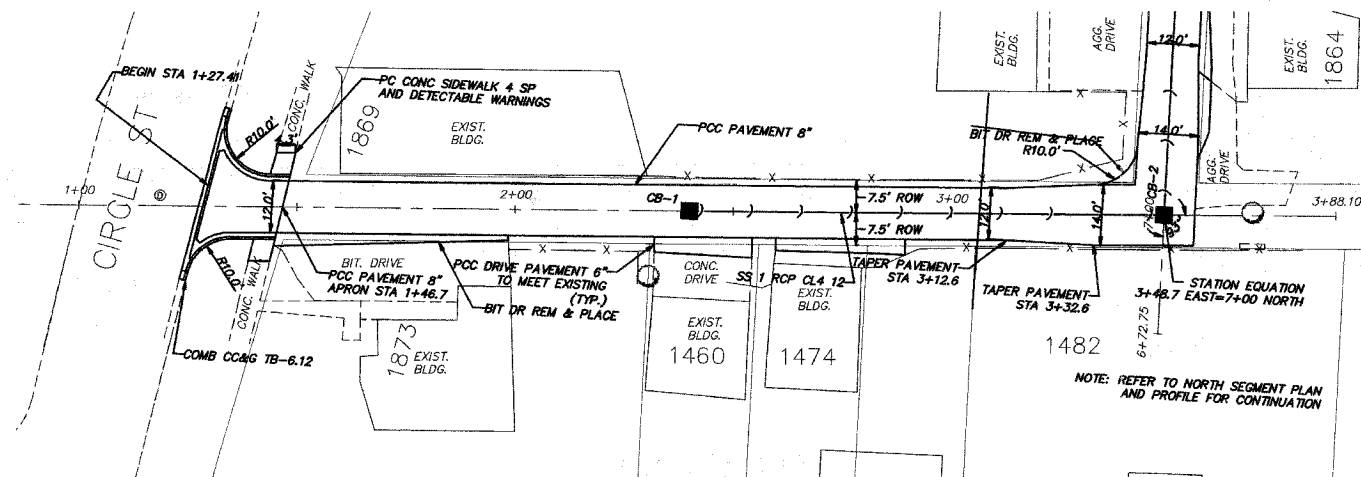 BEGIN STA 1+27.41
CIRCLE ST
1+00
R10.0'
CONC. WALK
4.3'
PC CONC SIDEWALK 4 SP
AND DETECTABLE WARNINGS
1869
EXIST.
BLDG.
PCC PAVEMENT 8"
12.0'
2+00
CB-1
7.5' ROW
7.5' ROW
3+00
12.0'
14.0'
EXIST.
BLDG.
AGG.
DRIVE
12.0'
14.0'
EXIST.
BLDG.
1864
BIT DR REM & PLACE
R10.0'
AGG.
DRIVE
CB-2
7+00
3+88.10
R10.0'
CONC. WALK
BIT. DRIVE
PCC PAVEMENT 8"
APRON STA 1+46.7
COMB CC&G TB-6.12
PCC DRIVE PAVEMENT 6"
TO MEET EXISTING
(TYP.)
BIT DR REM & PLACE
1873
EXIST.
BLDG.
CONC.
DRIVE
EXIST.
BLDG.
1460
SS 1 RCP CL4 12
EXIST.
BLDG.
1474
TAPER PAVEMENT
STA 3+12.6
TAPER PAVEMENT
STA 3+32.6
STATION EQUATION
3+48.7 EAST=7+00 NORTH
1482
6+72.75
NOTE: REFER TO NORTH SEGMENT PLAN
AND PROFILE FOR CONTINUATION